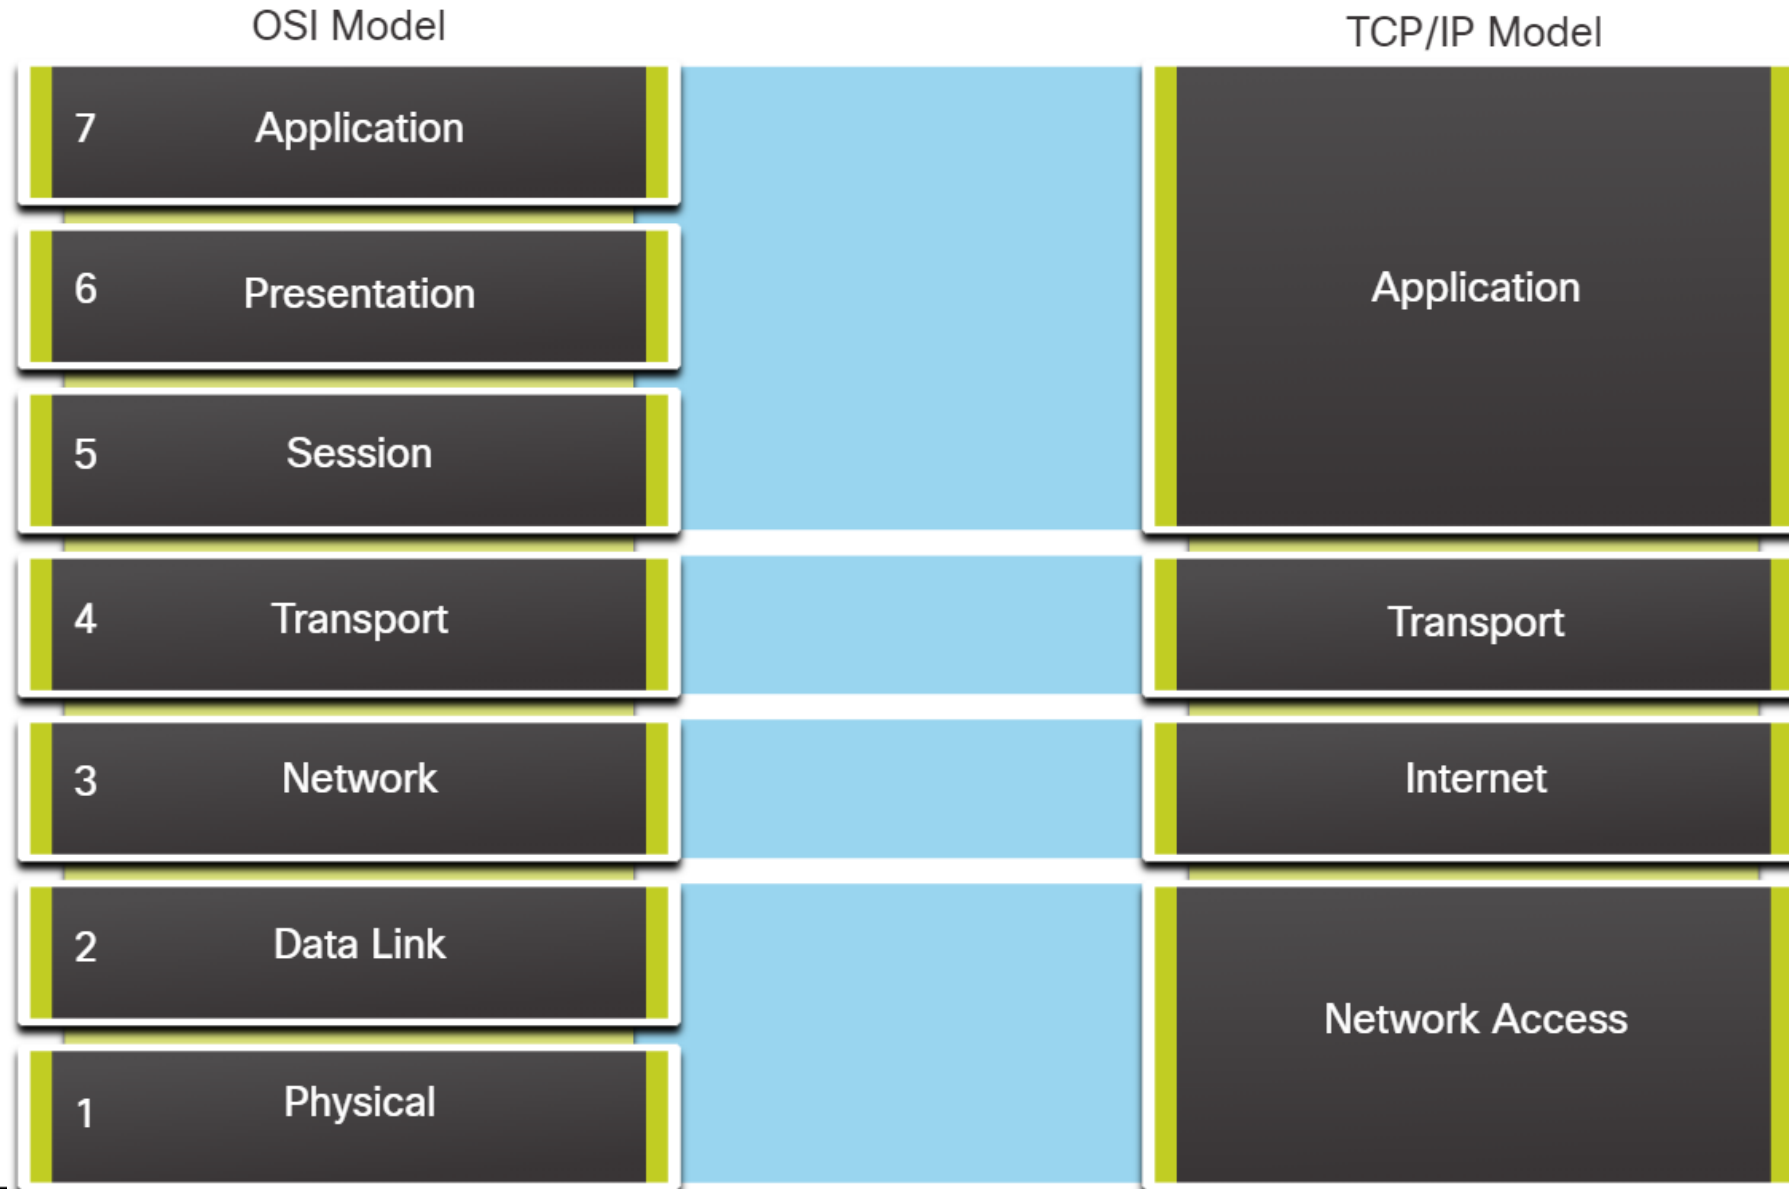 OSI Model
TCP/IP Model
7 Application
6 Presentation
5 Session
Application
4 Transport
Transport
3 Network
Internet
2 Data Link
1 Physical
Network Access